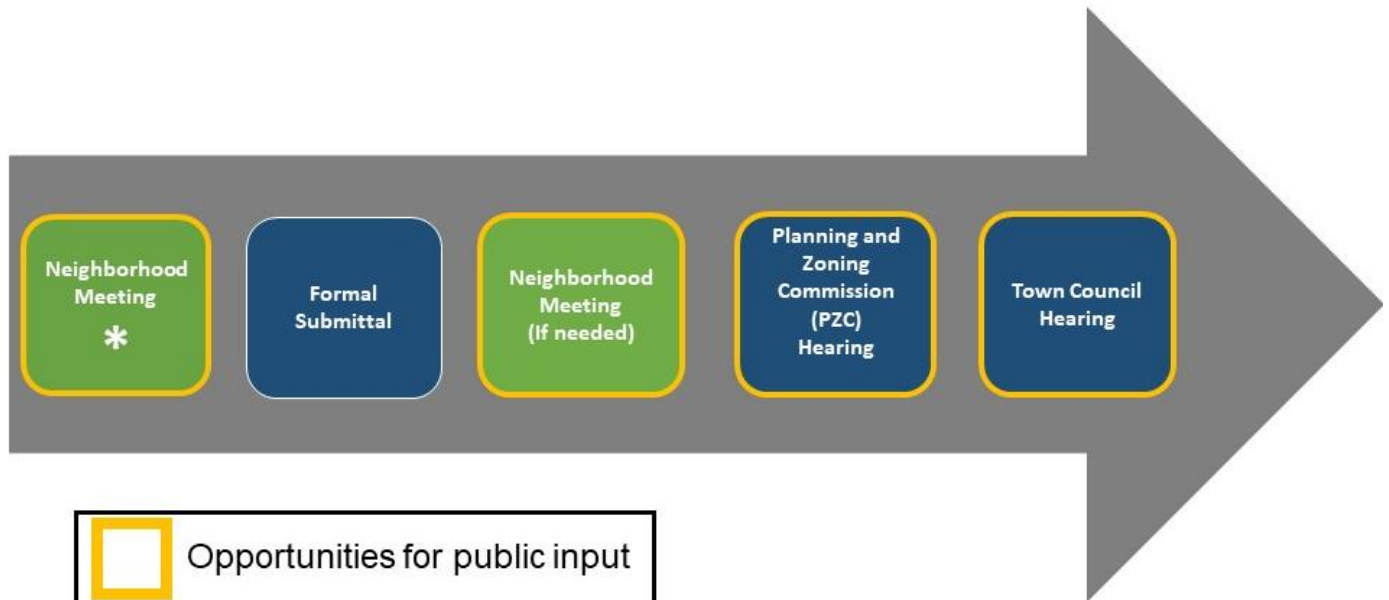 Neighborhood
Meeting
*
Formal
Submittal
Neighborhood
Meeting
(If needed)
Planning and
Zoning
Commission
(PZC)
Hearing
Town Council
Hearing
Opportunities for public input